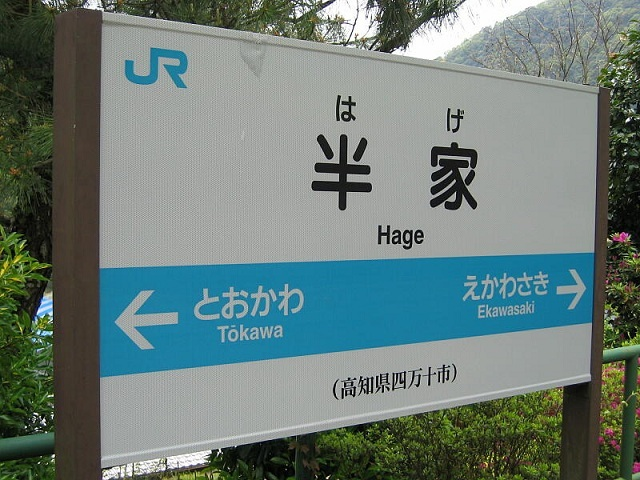 JR
は げ
半 家
Hage
とおかわ
Tōkawa
えかわさき
Ekawasaki
(高知県四万十市)